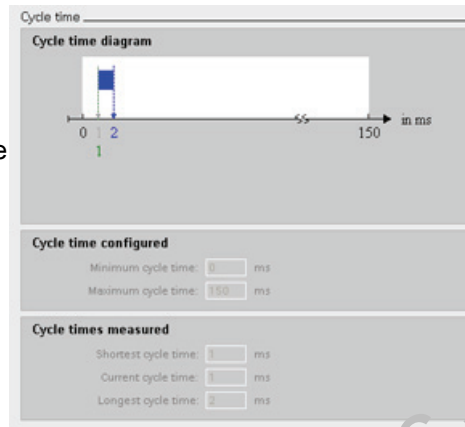 Cycle time
Cycle time diagram
in ms
0 1 2 150
1
Cycle time configured
Minimum cycle time: 0 ms
Maximum cycle time: 150 ms
Cycle times measured
Shortest cycle time: 1 ms
Current cycle time: 1 ms
Longest cycle time: 2 ms